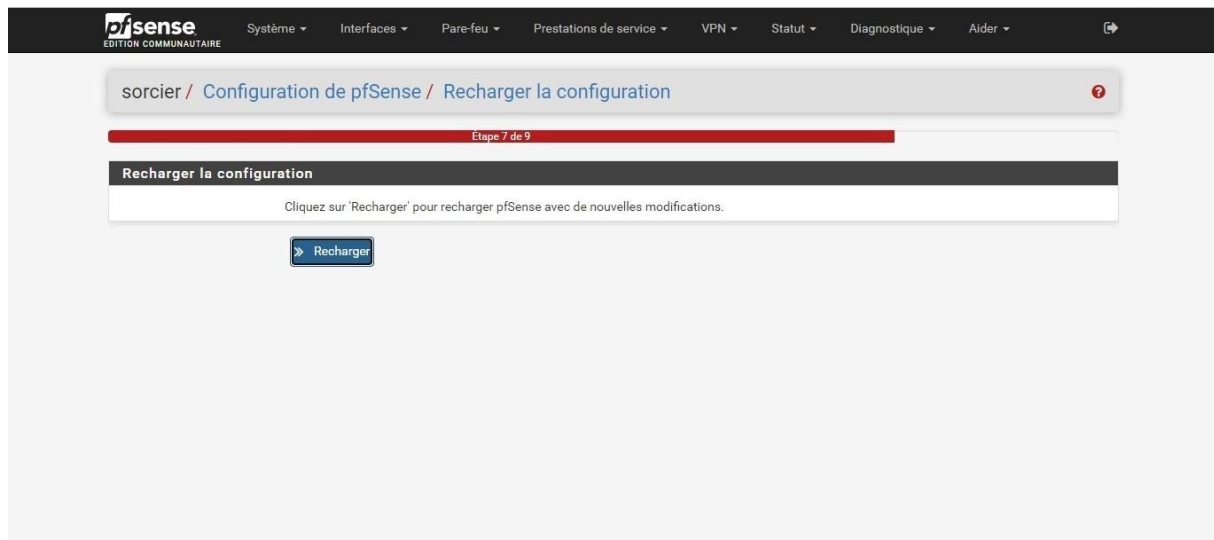 pfsense
EDITION COMMUNAUTAIRE
Système Interfaces Pare-feu Prestations de service VPN Statut Diagnostique Aider
sorcier / Configuration de pfSense / Recharger la configuration
Étape 7 de 9
Recharger la configuration
Cliquez sur 'Recharger' pour recharger pfSense avec de nouvelles modifications.
Recharger